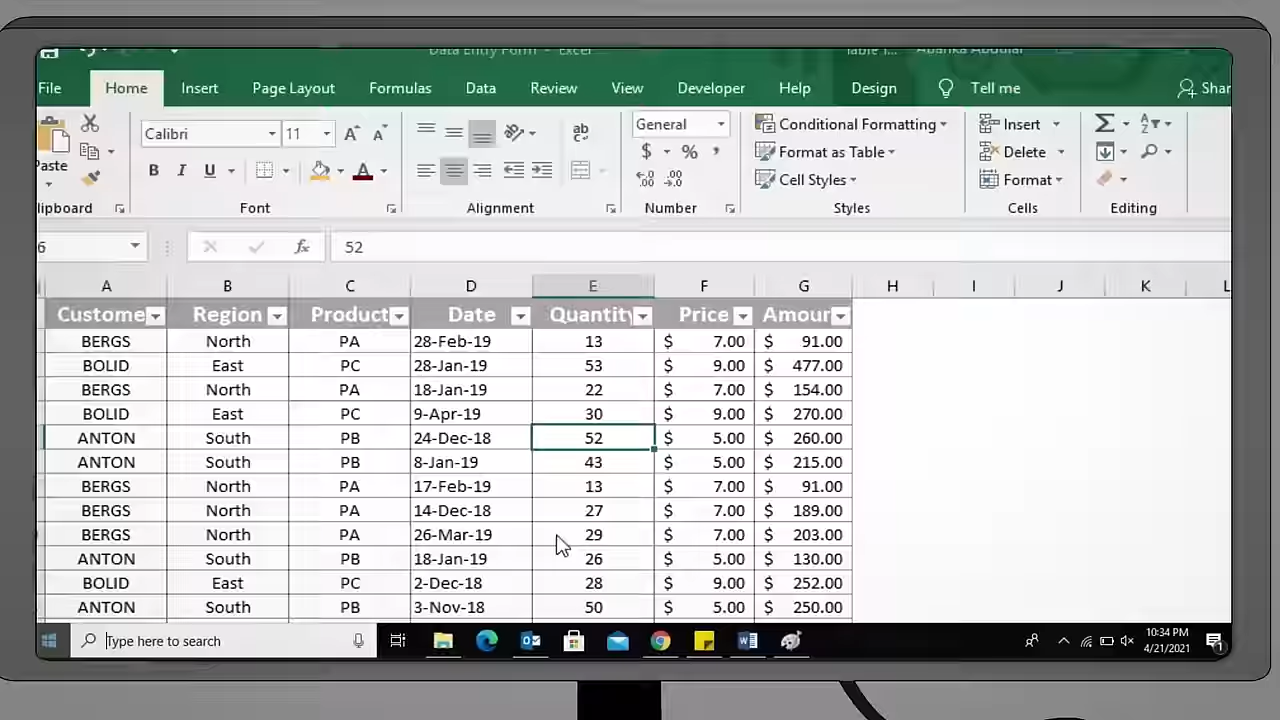 Data Entry Form - Excel
File Home Insert Page Layout Formulas Data Review View Developer Help Design Tell me Shar
Calibri 11 ab General Conditional Formatting Insert
Paste B I U $ % , Format as Table Delete
Cell Styles Format
lipboard Font Alignment Number Styles Cells Editing
6 fx 52
A B C D E F G H I J K L
Custome Region Product Date Quantity Price Amour
BERGS North PA 28-Feb-19 13 $ 7.00 $ 91.00
BOLID East PC 28-Jan-19 53 $ 9.00 $ 477.00
BERGS North PA 18-Jan-19 22 $ 7.00 $ 154.00
BOLID East PC 9-Apr-19 30 $ 9.00 $ 270.00
ANTON South PB 24-Dec-18 52 $ 5.00 $ 260.00
ANTON South PB 8-Jan-19 43 $ 5.00 $ 215.00
BERGS North PA 17-Feb-19 13 $ 7.00 $ 91.00
BERGS North PA 14-Dec-18 27 $ 7.00 $ 189.00
BERGS North PA 26-Mar-19 29 $ 7.00 $ 203.00
ANTON South PB 18-Jan-19 26 $ 5.00 $ 130.00
BOLID East PC 2-Dec-18 28 $ 9.00 $ 252.00
ANTON South PB 3-Nov-18 50 $ 5.00 $ 250.00
Type here to search 10:34 PM
4/21/2021